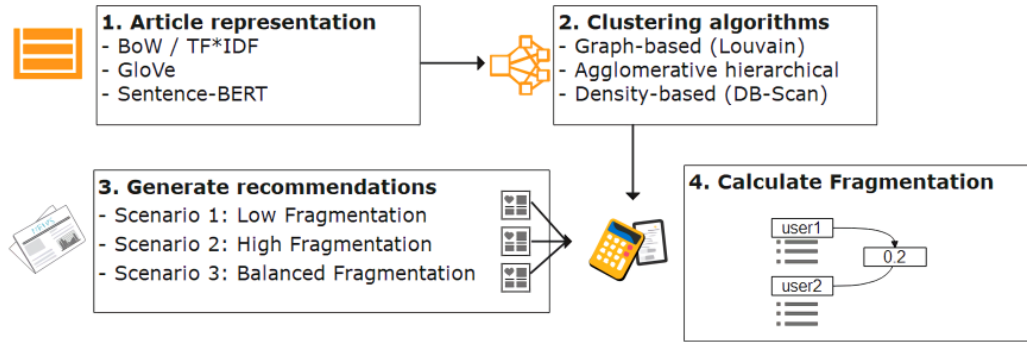 1. Article representation
- BoW / TF*IDF
- GloVe
- Sentence-BERT
2. Clustering algorithms
- Graph-based (Louvain)
- Agglomerative hierarchical
- Density-based (DB-Scan)
3. Generate recommendations
- Scenario 1: Low Fragmentation
- Scenario 2: High Fragmentation
- Scenario 3: Balanced Fragmentation
4. Calculate Fragmentation
user1
0.2
user2